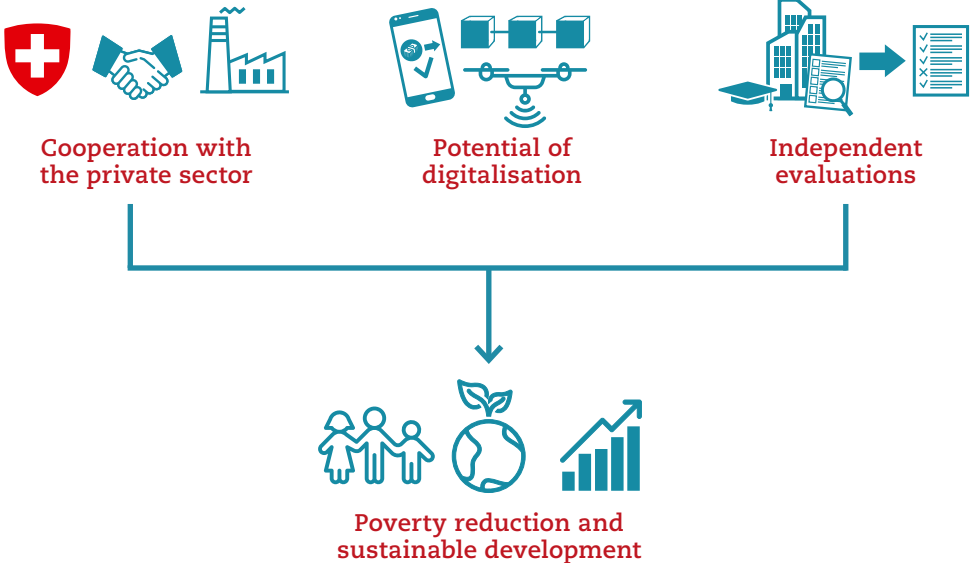 Cooperation with
the private sector
Potential of
digitalisation
Independent
evaluations
Poverty reduction and
sustainable development